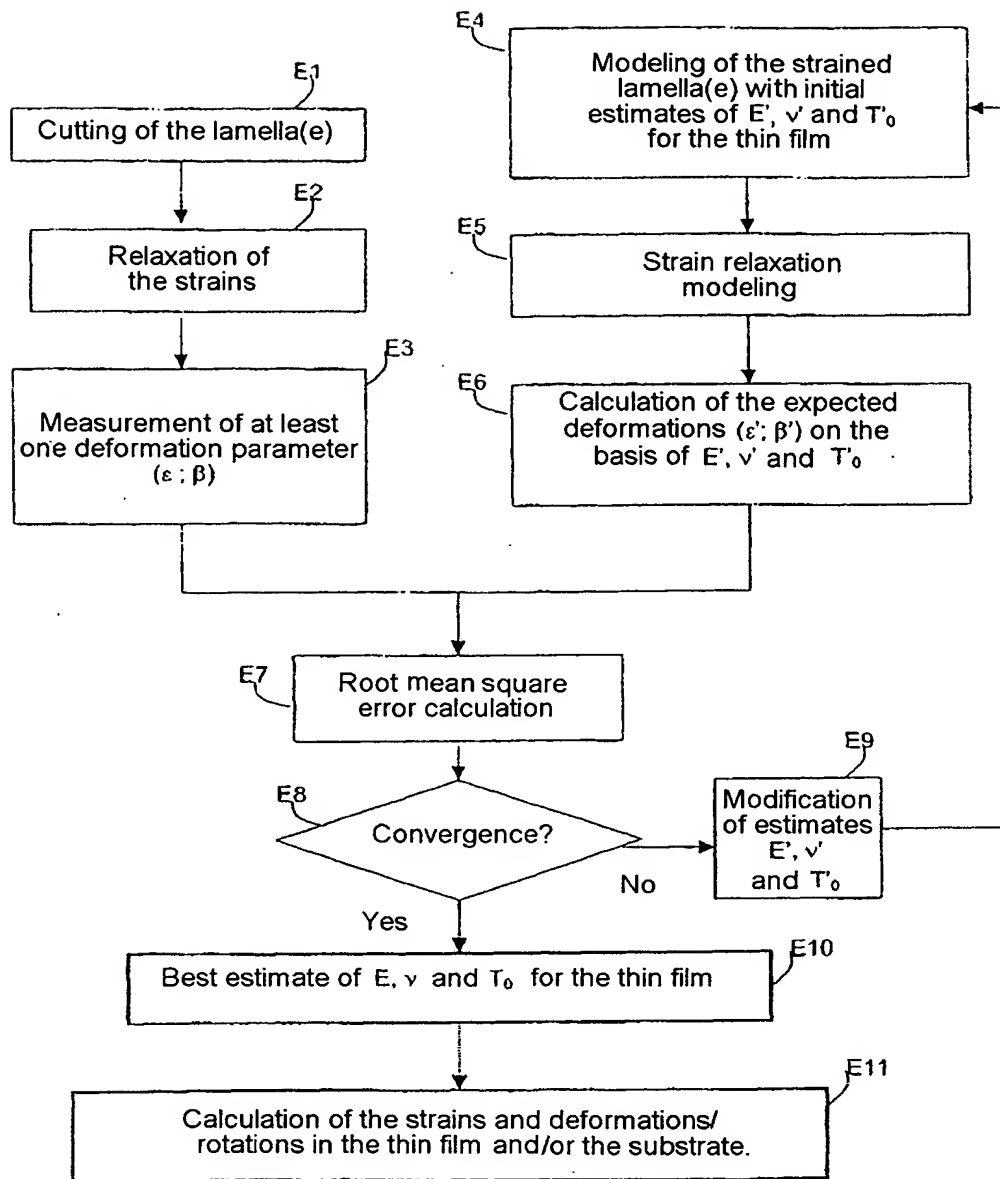 E1
Cutting of the lamella(e)
E2
Relaxation of
the strains
E3
Measurement of at least
one deformation parameter
(ε ; β)
E4
Modeling of the strained
lamella(e) with initial
estimates of E', ν' and T'₀
for the thin film
E5
Strain relaxation
modeling
E6
Calculation of the expected
deformations (ε'; β') on the
basis of E', ν' and T'₀
E7
Root mean square
error calculation
E8
Convergence?
No
Yes
E9
Modification
of estimates
E', ν'
and T'₀
E10
Best estimate of E, ν and T₀ for the thin film
E11
Calculation of the strains and deformations/
rotations in the thin film and/or the substrate.